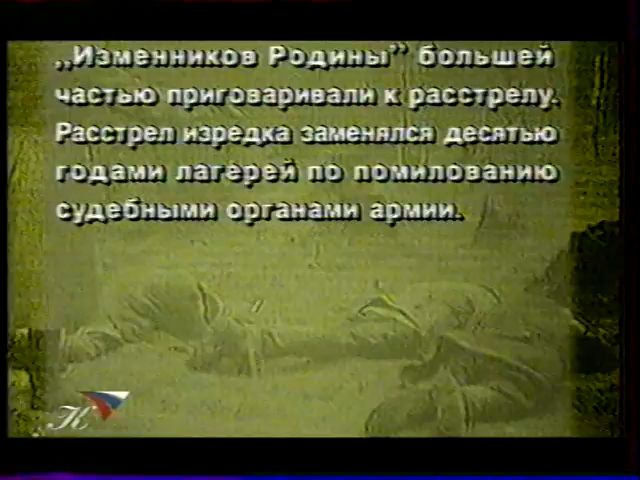 „Изменников Родины” большей
частью приговаривали к расстрелу.
Расстрел изредка заменялся десятью
годами лагерей по помилованию
судебными органами армии.
К